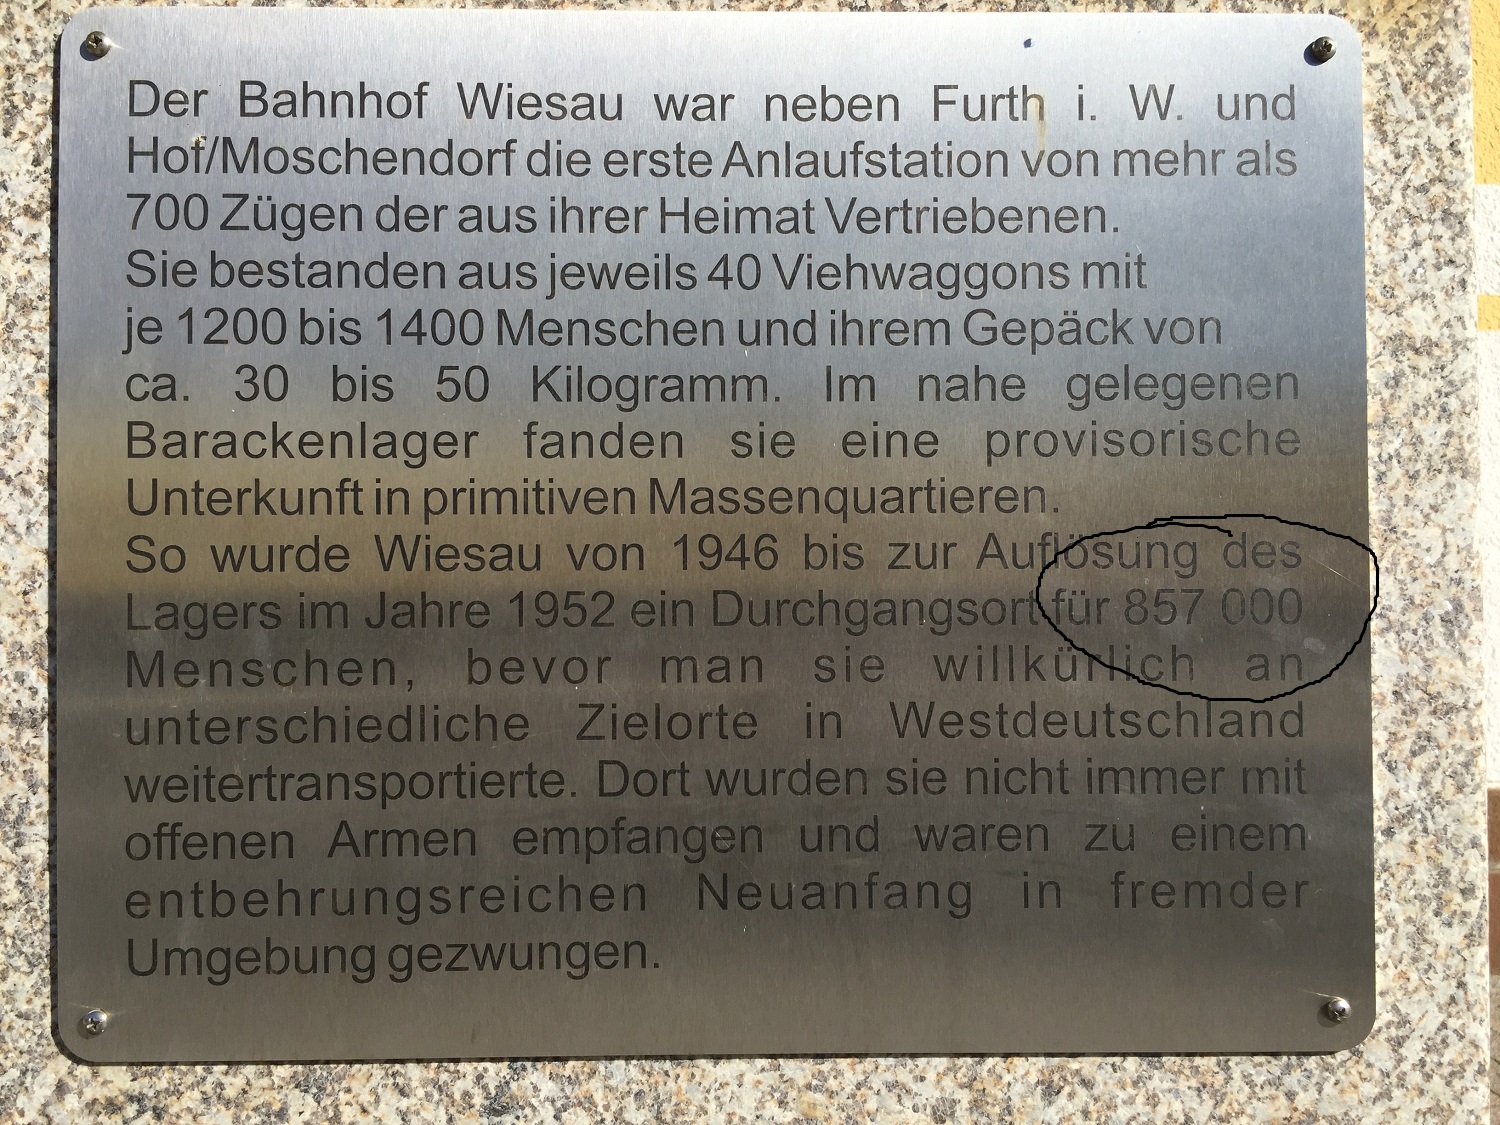 Der Bahnhof Wiesau war neben Furth i. W. und
Hof/Moschendorf die erste Anlaufstation von mehr als
700 Zügen der aus ihrer Heimat Vertriebenen.
Sie bestanden aus jeweils 40 Viehwaggons mit
je 1200 bis 1400 Menschen und ihrem Gepäck von
ca. 30 bis 50 Kilogramm. Im nahe gelegenen
Barackenlager fanden sie eine provisorische
Unterkunft in primitiven Massenquartieren.
So wurde Wiesau von 1946 bis zur Auflösung des
Lagers im Jahre 1952 ein Durchgangsort für 857 000
Menschen, bevor man sie willkürlich an
unterschiedliche Zielorte in Westdeutschland
weitertransportierte. Dort wurden sie nicht immer mit
offenen Armen empfangen und waren zu einem
entbehrungsreichen Neuanfang in fremder
Umgebung gezwungen.